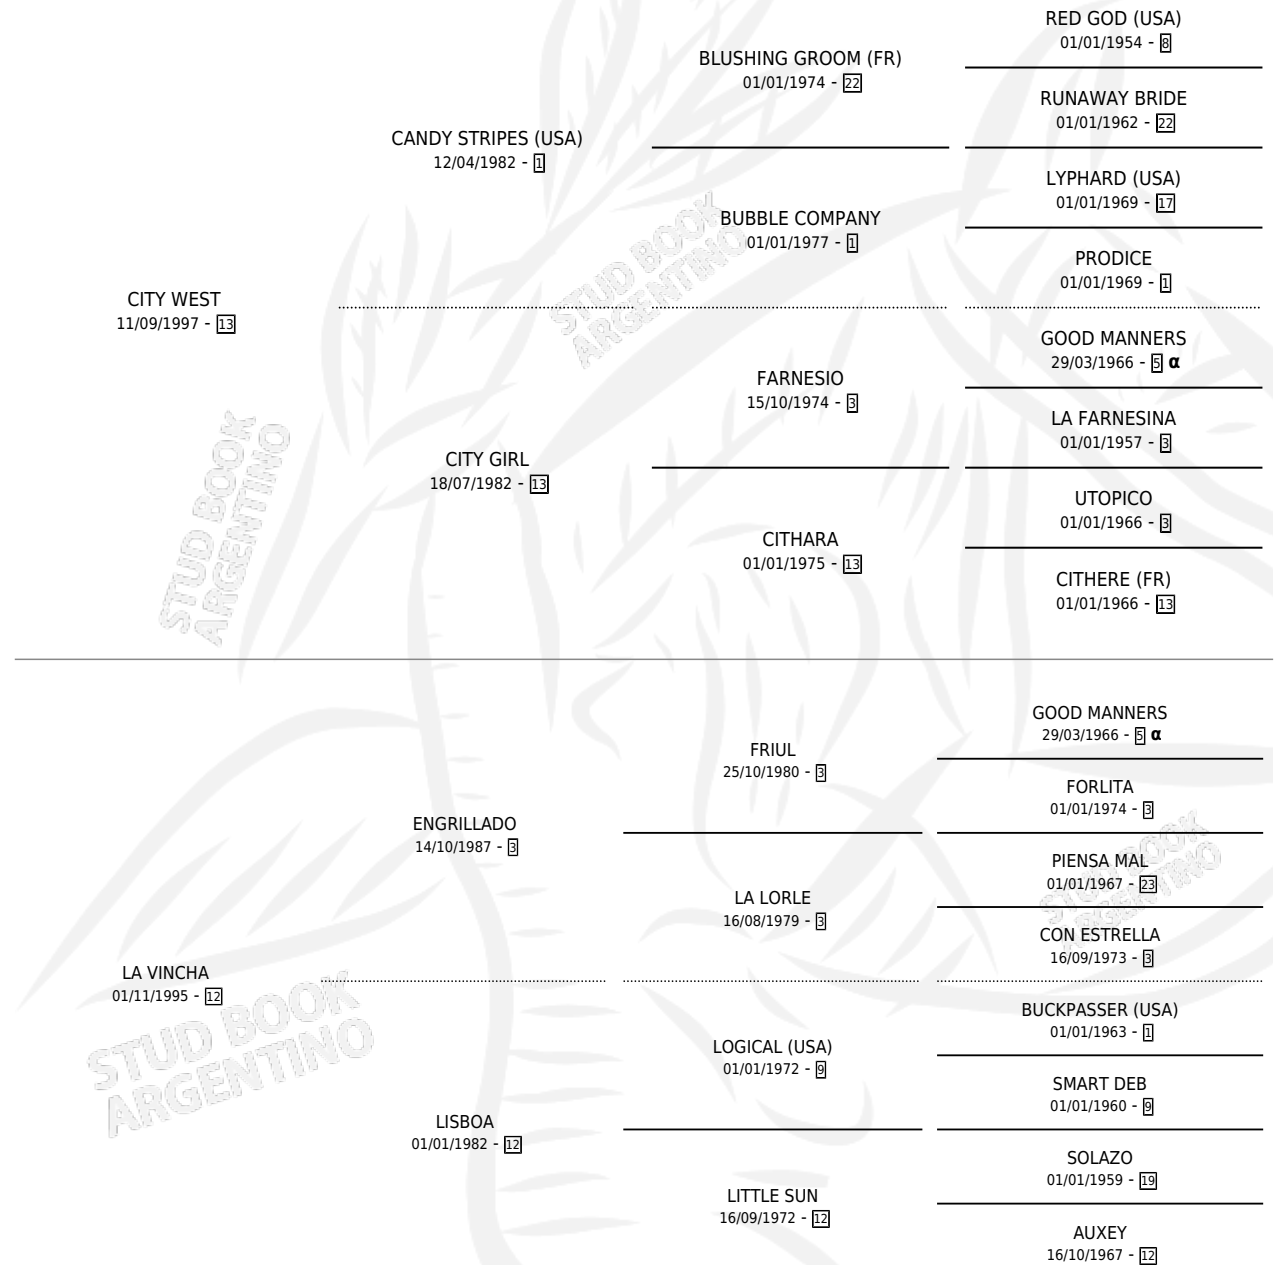 RED GOD (USA)
01/01/1954 - 8
BLUSHING GROOM (FR)
01/01/1974 - 22
RUNAWAY BRIDE
01/01/1962 - 22
CANDY STRIPES (USA)
12/04/1982 - 1
LYPHARD (USA)
01/01/1969 - 17
BUBBLE COMPANY
01/01/1977 - 1
PRODICE
01/01/1969 - 1
CITY WEST
11/09/1997 - 13
GOOD MANNERS
29/03/1966 - 5 α
FARNESIO
15/10/1974 - 3
LA FARNESINA
01/01/1957 - 3
CITY GIRL
18/07/1982 - 13
UTOPICO
01/01/1966 - 3
CITHARA
01/01/1975 - 13
CITHERE (FR)
01/01/1966 - 13
STUD BOOK
ARGENTINO
STUD BOOK
ARGENTINO
GOOD MANNERS
29/03/1966 - 5 α
FRIUL
25/10/1980 - 3
FORLITA
01/01/1974 - 3
ENGRILLADO
14/10/1987 - 3
PIENSA MAL
01/01/1967 - 23
LA LORLE
16/08/1979 - 3
CON ESTRELLA
16/09/1973 - 3
LA VINCHA
01/11/1995 - 12
BUCKPASSER (USA)
01/01/1963 - 1
LOGICAL (USA)
01/01/1972 - 9
SMART DEB
01/01/1960 - 9
LISBOA
01/01/1982 - 12
SOLAZO
01/01/1959 - 19
LITTLE SUN
16/09/1972 - 12
AUXEY
16/10/1967 - 12
STUD BOOK
ARGENTINO
STUD BOOK
ARGENTINO